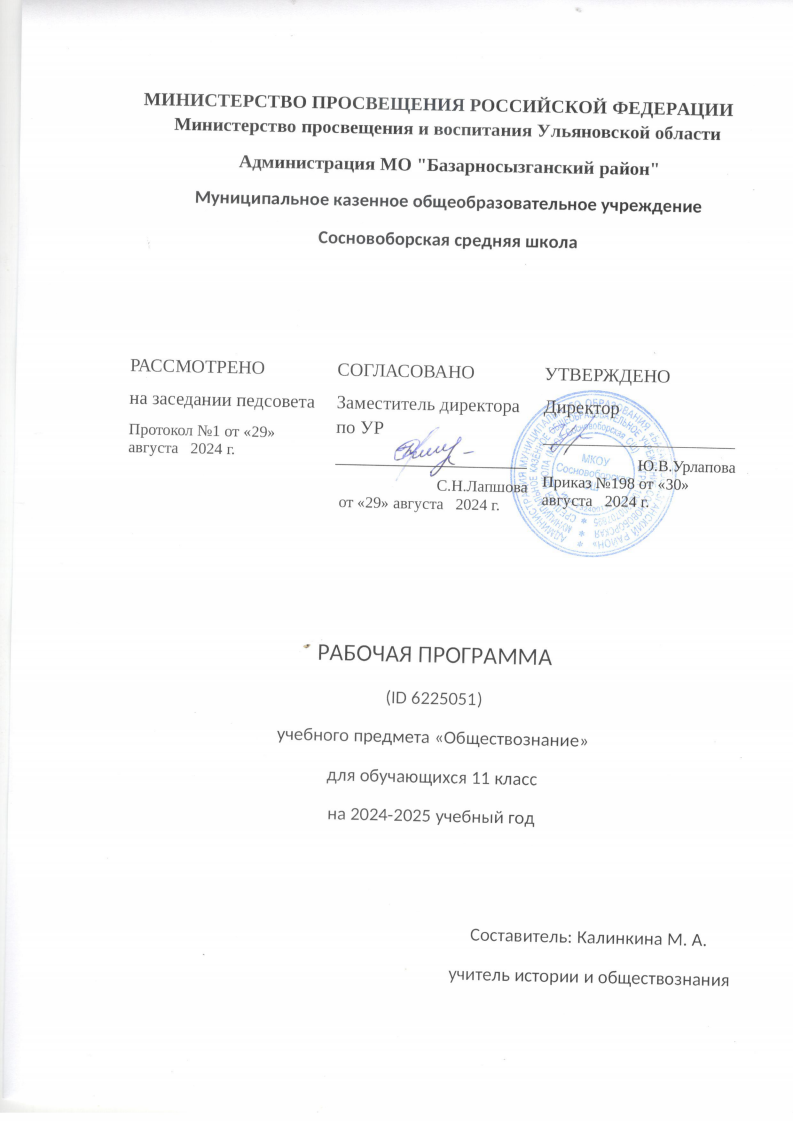 МИНИСТЕРСТВО ПРОСВЕЩЕНИЯ РОССИЙСКОЙ ФЕДЕРАЦИИ
Министерство просвещения и воспитания Ульяновской области
Администрация МО "Базарносызганский район"
Муниципальное казенное общеобразовательное учреждение
Сосновоборская средняя школа
РАССМОТРЕНО
на заседании педсовета
Протокол №1 от «29»
августа 2024 г.
СОГЛАСОВАНО
Заместитель директора
по УР
С.Н.Лапшова
от «29» августа 2024 г.
УТВЕРЖДЕНО
Директор
Ю.В.Урлапова
Приказ №198 от «30»
августа 2024 г.
МКОУ
Сосновоборская
РАБОЧАЯ ПРОГРАММА
(ID 6225051)
учебного предмета «Обществознание»
для обучающихся 11 класс
на 2024-2025 учебный год
Составитель: Калинкина М. А.
учитель истории и обществознания